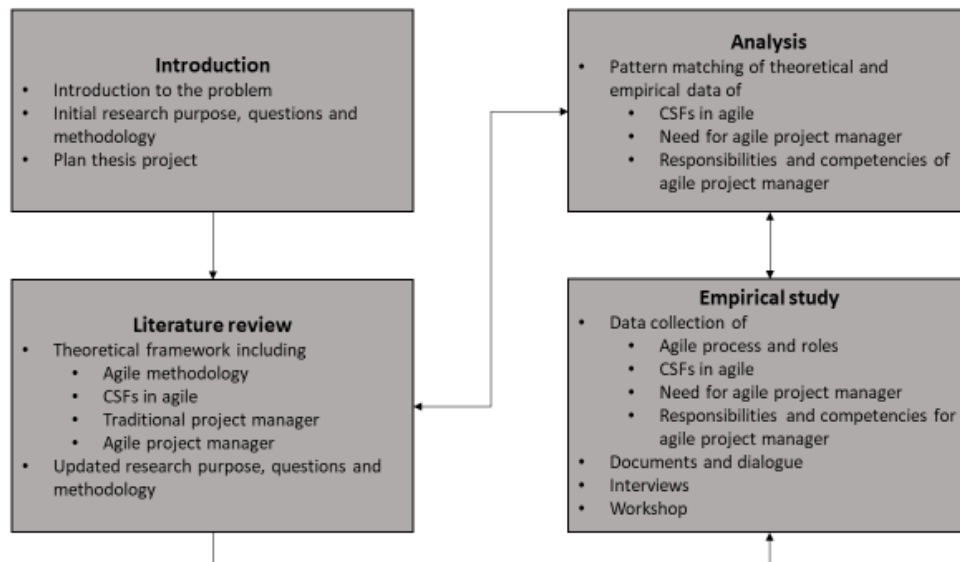 Introduction
• Introduction to the problem
• Initial research purpose, questions and
methodology
• Plan thesis project
Literature review
• Theoretical framework including
• Agile methodology
• CSFs in agile
• Traditional project manager
• Agile project manager
• Updated research purpose, questions and
methodology
Analysis
• Pattern matching of theoretical and
empirical data of
• CSFs in agile
• Need for agile project manager
• Responsibilities and competencies of
agile project manager
Empirical study
• Data collection of
• Agile process and roles
• CSFs in agile
• Need for agile project manager
• Responsibilities and competencies for
agile project manager
• Documents and dialogue
• Interviews
• Workshop